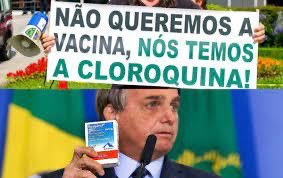 NÃO QUEREMOS A
VACINA, NÓS TEMOS
A CLOROQUINA!